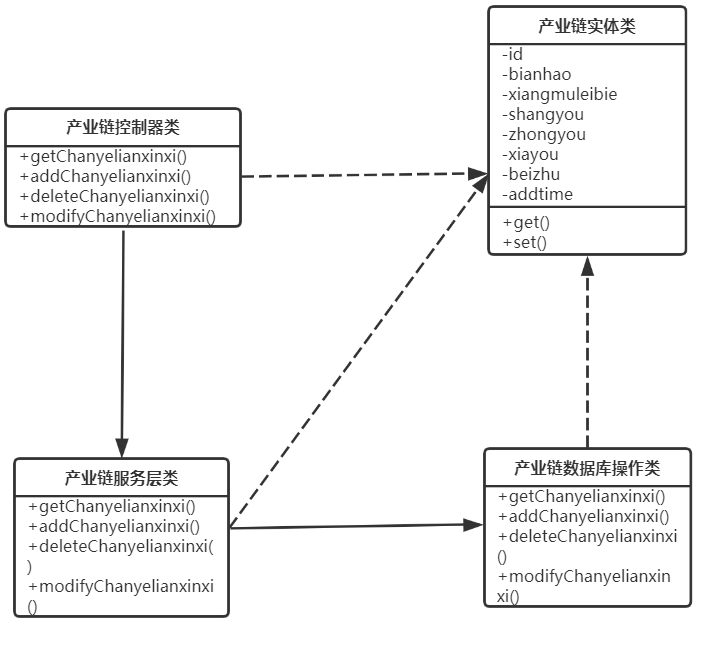 产业链实体类
-id
-bianhao
-xiangmuleibie
-shangyou
-zhongyou
-xiayou
-beizhu
-addtime
+get()
+set()
产业链控制器类
+getChanyelianxinxi()
+addChanyelianxinxi()
+deleteChanyelianxinxi()
+modifyChanyelianxinxi()
产业链服务层类
+getChanyelianxinxi()
+addChanyelianxinxi()
+deleteChanyelianxinxi(
)
+modifyChanyelianxinxi
()
产业链数据库操作类
+getChanyelianxinxi()
+addChanyelianxinxi()
+deleteChanyelianxinxi
()
+modifyChanyelianxin
xi()